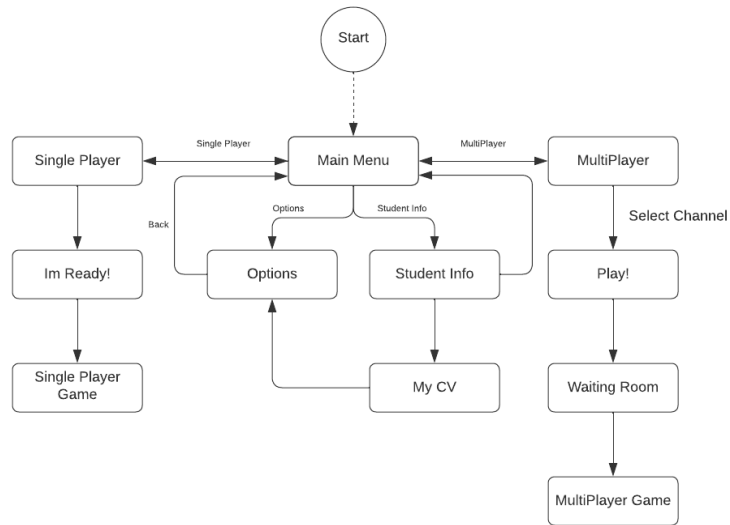 Start
Single Player
MultiPlayer
Single Player
Main Menu
MultiPlayer
Options
Student Info
Select Channel
Back
Im Ready!
Options
Student Info
Play!
Single Player
Game
My CV
Waiting Room
MultiPlayer Game